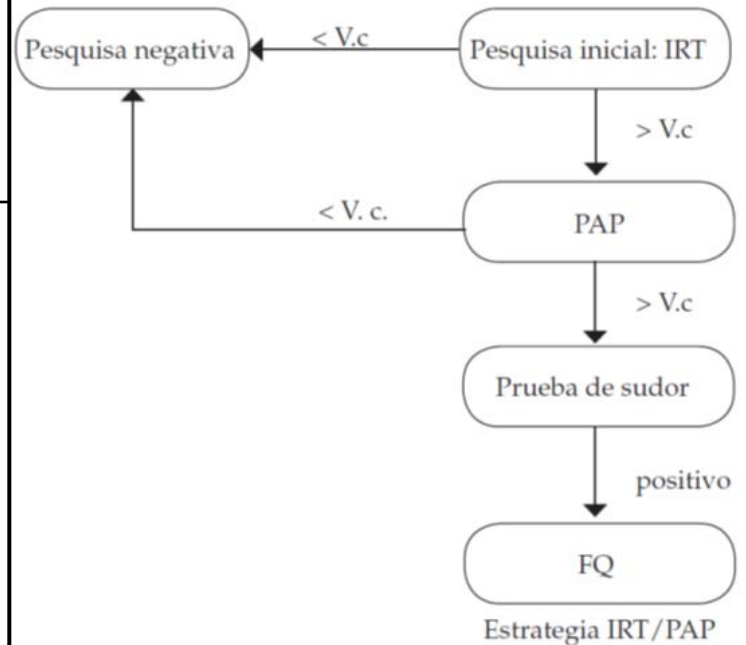 Pesquisa negativa
< V.c
Pesquisa inicial: IRT
> V.c
< V. c.
PAP
> V.c
Prueba de sudor
positivo
FQ
Estrategia IRT/PAP